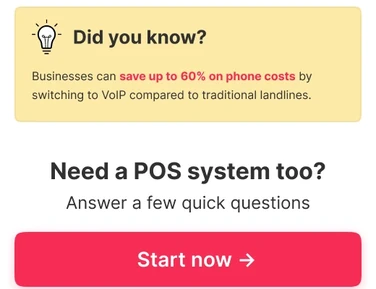 Did you know?
Businesses can save up to 60% on phone costs by
switching to VoIP compared to traditional landlines.
Need a POS system too?
Answer a few quick questions
Start now →